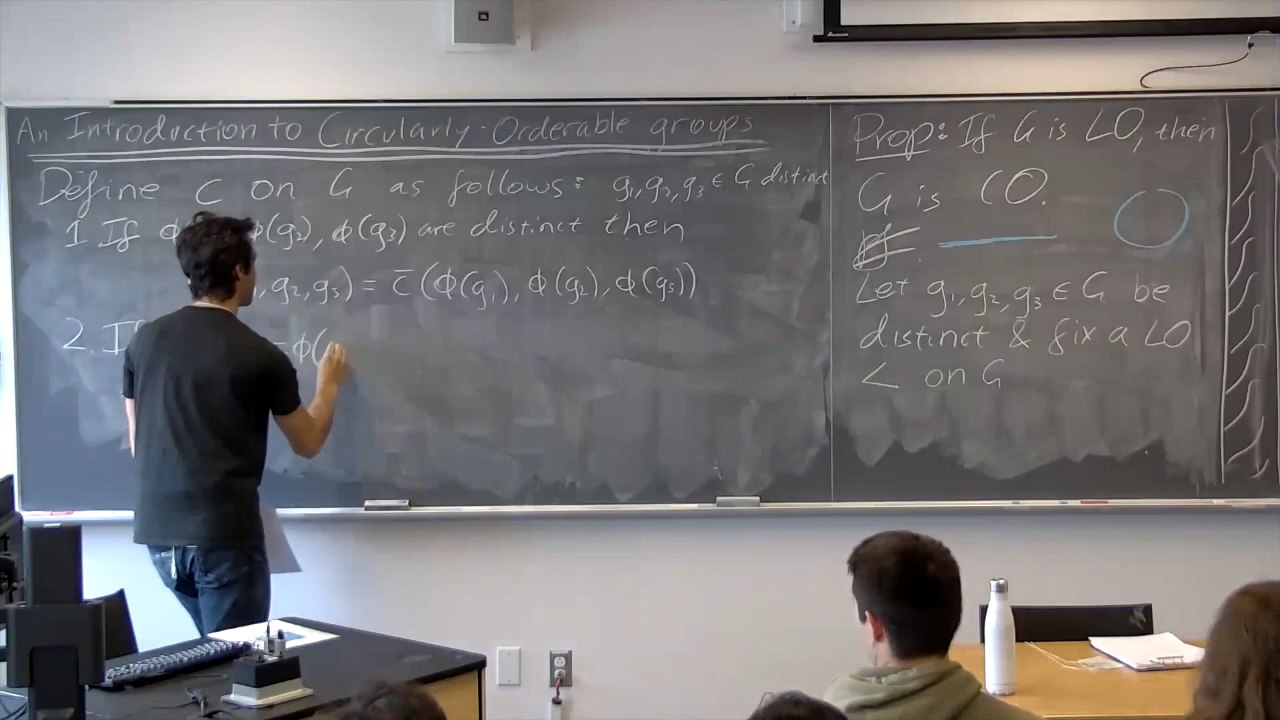 An Introduction to Circularly-Orderable groups
Define c on G as follows: g₁,g₂,g₃ ∈ G distinct
1. If ϕ ϕ(g₂), ϕ(g₃) are distinct then
, g₂, g₃) = c̄(ϕ(g₁), ϕ(g₂), ϕ(g₃))
2. If = ϕ(
Prop: If G is LO, then
G is CO.
pf.
Let g₁,g₂,g₃ ∈ G be
distinct & fix a LO
< on G